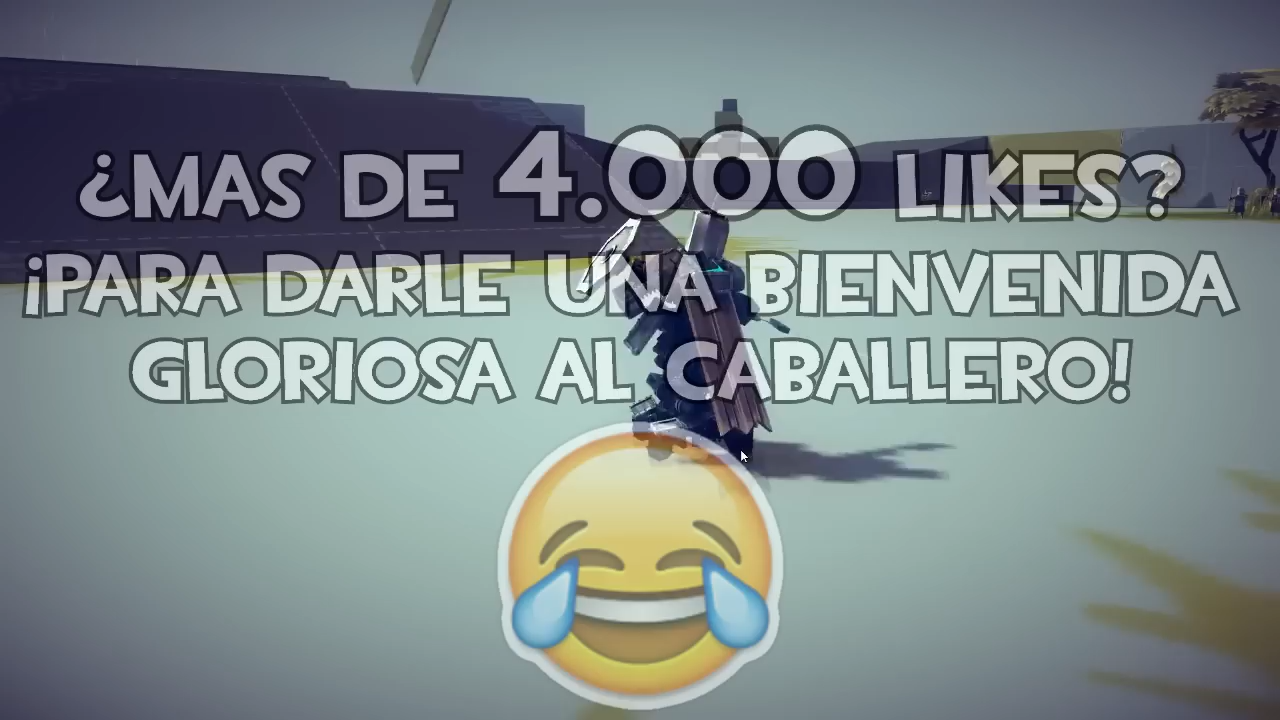 ¿MAS DE 4.000 LIKES?
¡PARA DARLE UNA BIENVENIDA
GLORIOSA AL CABALLERO!